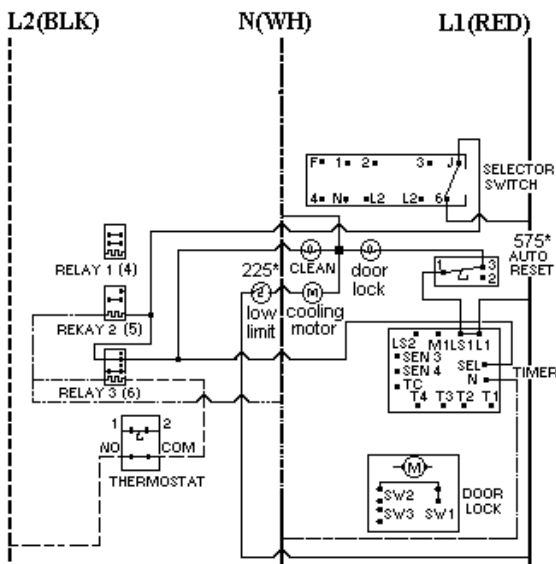 L2(BLK) N(WH) L1(RED)
F 1 2 3 J
4 N L2 L2 6
SELECTOR SWITCH
575*
AUTO RESET
1 3
2
RELAY 1 (4)
225*
CLEAN
door lock
REKAY 2 (5)
2
low limit
M
cooling motor
LS2 M1 LS1 L1
SEN 3
SEL
SEN 4
N
TC
T4 T3 T2 T1
TIMER
RELAY 3 (6)
1 2
NO COM
THERMOSTAT
M
SW2
SW3 SW1
DOOR LOCK